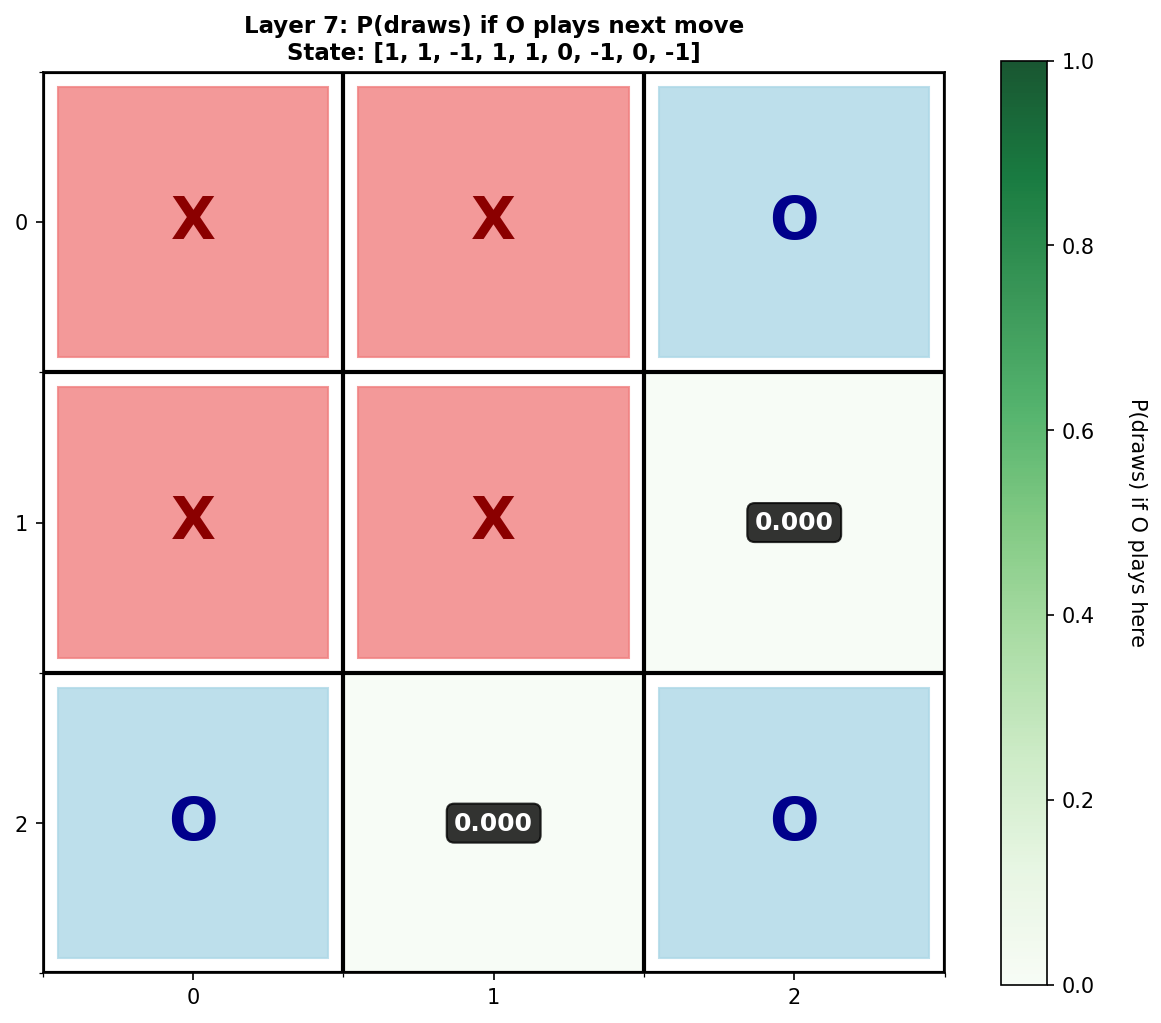 Layer 7: P(draws) if O plays next move
State: [1, 1, -1, 1, 1, 0, -1, 0, -1]
1.0
0.8
0.6
0.4
0.2
0.0
P(draws) if O plays here
0
X
X
O
1
X
X
0.000
2
O
0.000
O
0
1
2